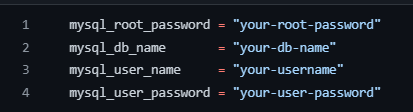 1 mysql_root_password = "your-root-password"
2 mysql_db_name = "your-db-name"
3 mysql_user_name = "your-username"
4 mysql_user_password = "your-user-password"